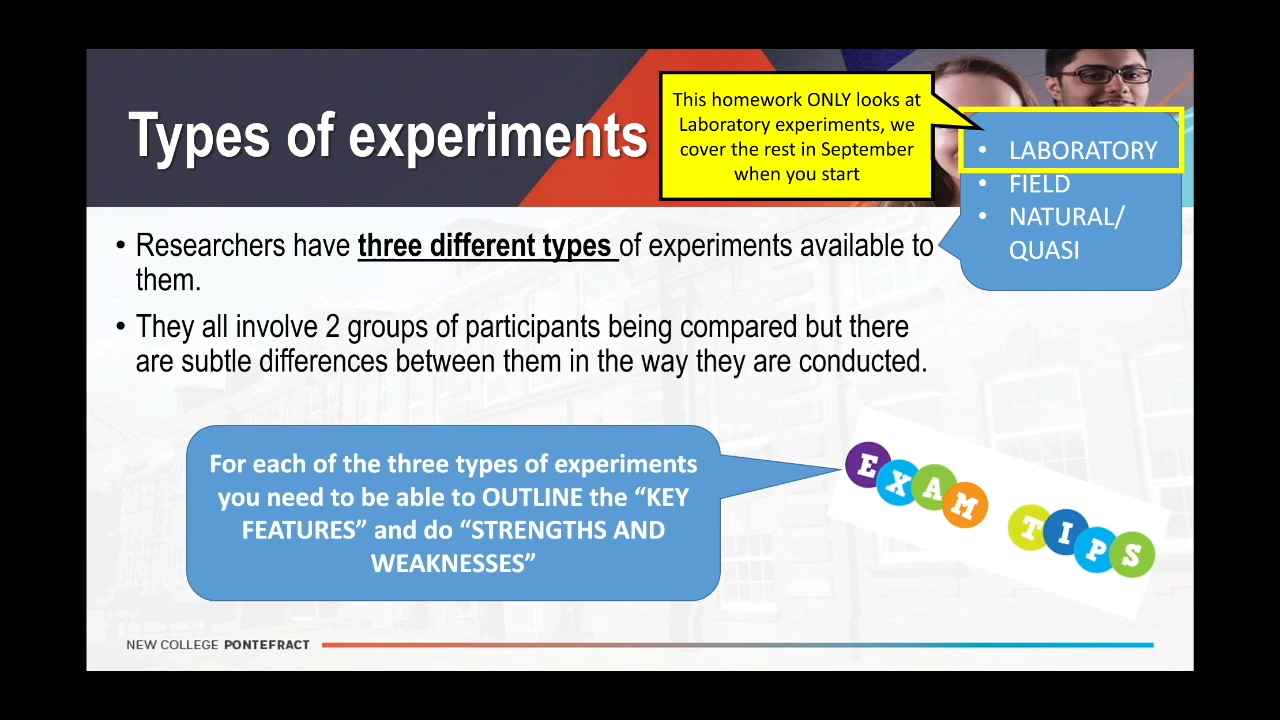 Types of experiments
This homework ONLY looks at
Laboratory experiments, we
cover the rest in September
when you start
• LABORATORY
• FIELD
• NATURAL/
QUASI
• Researchers have three different types of experiments available to
them.
• They all involve 2 groups of participants being compared but there
are subtle differences between them in the way they are conducted.
For each of the three types of experiments
you need to be able to OUTLINE the “KEY
FEATURES” and do “STRENGTHS AND
WEAKNESSES”
EXAM TIPS
NEW COLLEGE PONTEFRACT